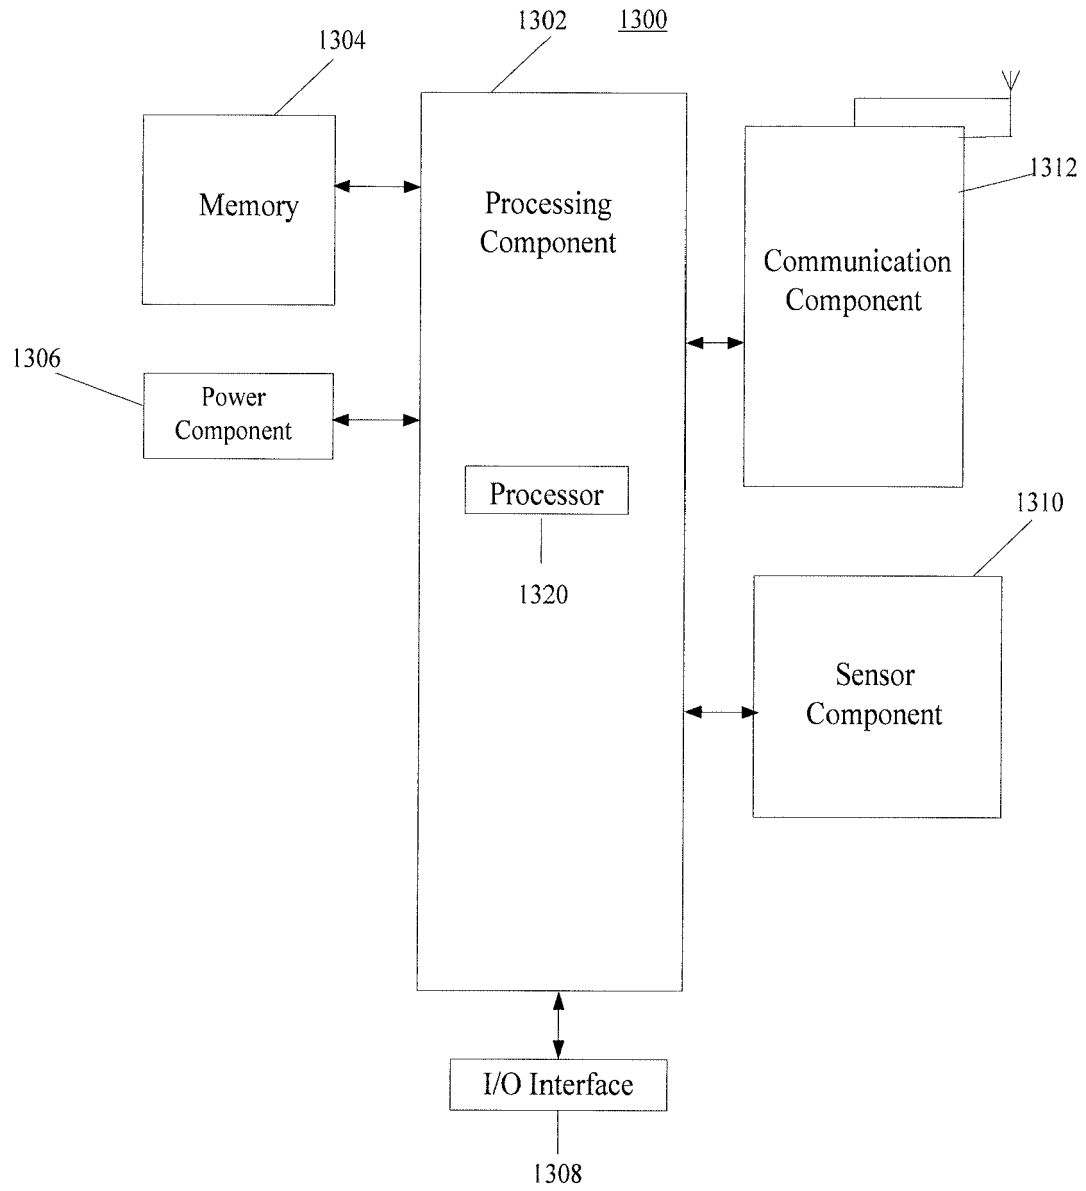 1302
1300
1304
Memory
Processing
Component
1312
Communication
Component
1306
Power
Component
Processor
1320
1310
Sensor
Component
I/O Interface
1308